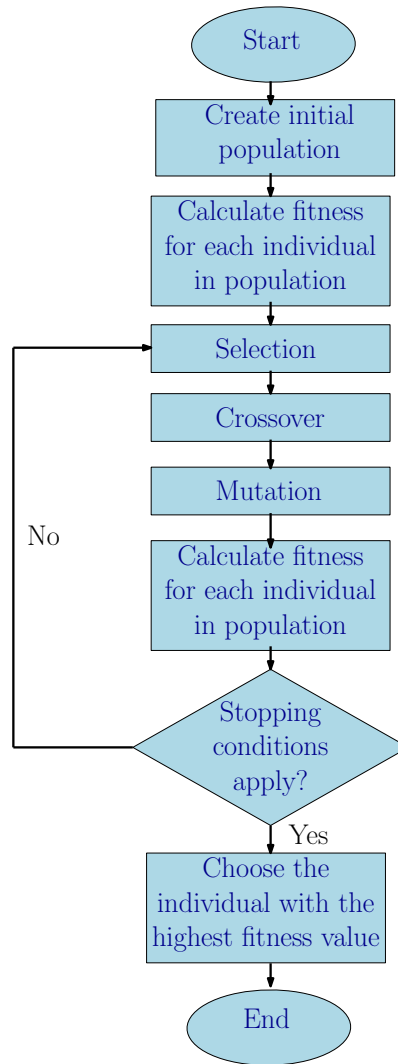 Start
Create initial
population
Calculate fitness
for each individual
in population
Selection
Crossover
Mutation
No
Calculate fitness
for each individual
in population
Stopping
conditions
apply?
Yes
Choose the
individual with the
highest fitness value
End